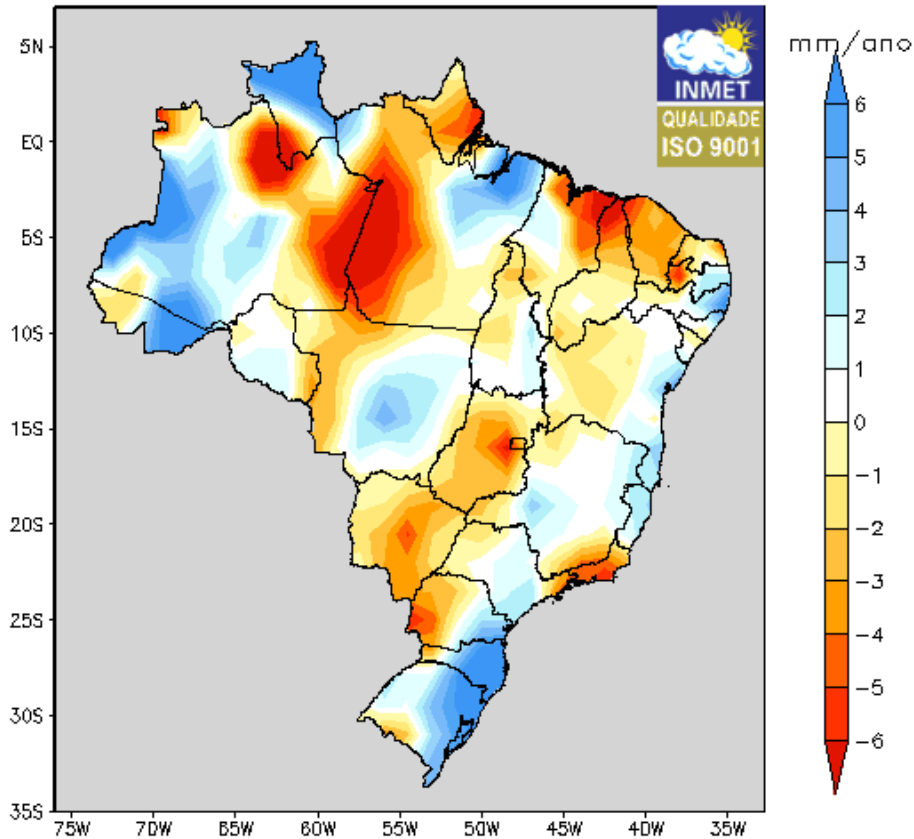 INMET
QUALIDADE
ISO 9001
mm/ano
6
5
4
3
2
1
0
−1
−2
−3
−4
−5
−6
5N
EQ
5S
10S
15S
20S
25S
30S
35S
75W
70W
65W
60W
55W
50W
45W
40W
35W